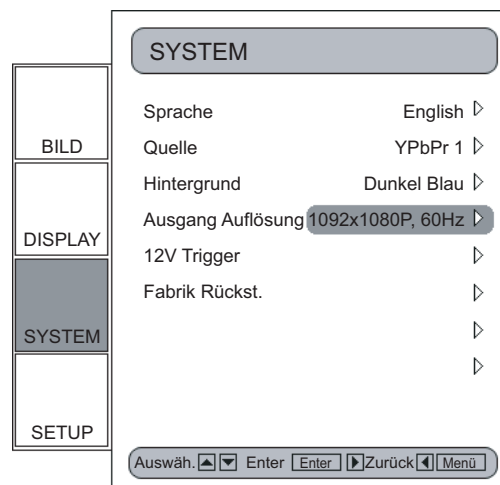 SYSTEM
BILD
DISPLAY
SYSTEM
SETUP
Sprache English
Quelle YPbPr 1
Hintergrund Dunkel Blau
Ausgang Auflösung 1092x1080P, 60Hz
12V Trigger
Fabrik Rückst.
Auswäh. Enter Enter Zurück Menü